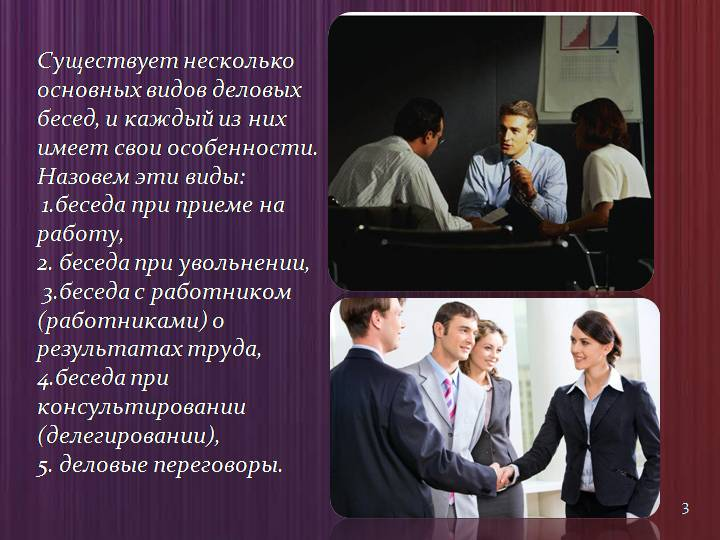 Существует несколько
основных видов деловых
бесед, и каждый из них
имеет свои особенности.
Назовем эти виды:
1.беседа при приеме на
работу,
2. беседа при увольнении,
3.беседа с работником
(работниками) о
результатах труда,
4.беседа при
консультировании
(делегировании),
5. деловые переговоры.
3